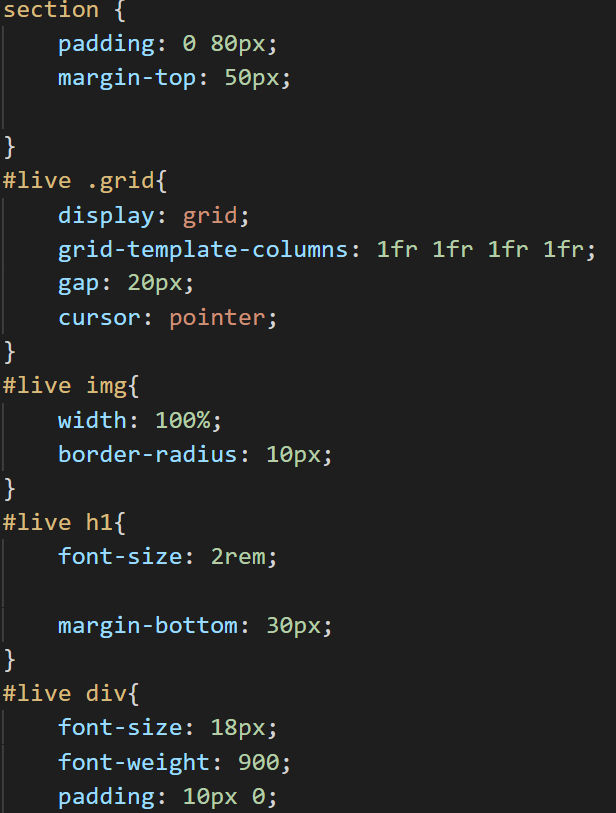 section {
    padding: 0 80px;
    margin-top: 50px;

}
#live .grid{
    display: grid;
    grid-template-columns: 1fr 1fr 1fr 1fr;
    gap: 20px;
    cursor: pointer;
}
#live img{
    width: 100%;
    border-radius: 10px;
}
#live h1{
    font-size: 2rem;

    margin-bottom: 30px;
}
#live div{
    font-size: 18px;
    font-weight: 900;
    padding: 10px 0;